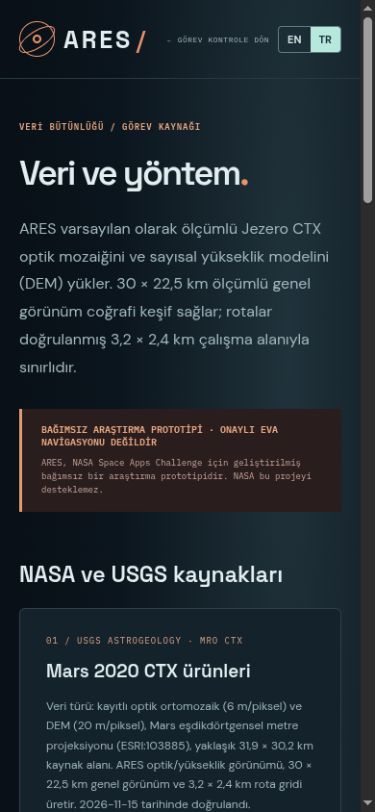 ARES/
← GÖREV KONTROLE DÖN
EN
TR
VERİ BÜTÜNLÜĞÜ / GÖREV KAYNAĞI
Veri ve yöntem.
ARES varsayılan olarak ölçümlü Jezero CTX
optik mozaiğini ve sayısal yükseklik modelini
(DEM) yükler. 30 × 22,5 km ölçümlü genel
görünüm coğrafi keşif sağlar; rotalar
doğrulanmış 3,2 × 2,4 km çalışma alanıyla
sınırlıdır.
BAĞIMSIZ ARAŞTIRMA PROTOTİPİ · ONAYLI EVA
NAVİGASYONU DEĞİLDİR
ARES, NASA Space Apps Challenge için geliştirilmiş
bağımsız bir araştırma prototipidir. NASA bu projeyi
desteklemez.
NASA ve USGS kaynakları
01 / USGS ASTROGEOLOGY · MRO CTX
Mars 2020 CTX ürünleri
Veri türü: kayıtlı optik ortomozaik (6 m/piksel) ve
DEM (20 m/piksel), Mars eşdikdörtgensel metre
projeksiyonu (ESRI:103885), yaklaşık 31,9 × 30,2 km
kaynak alanı. ARES optik/yükseklik görünümü, 30 ×
22,5 km genel görünüm ve 3,2 × 2,4 km rota gridi
üretir. 2026-11-15 tarihinde doğrulandı.